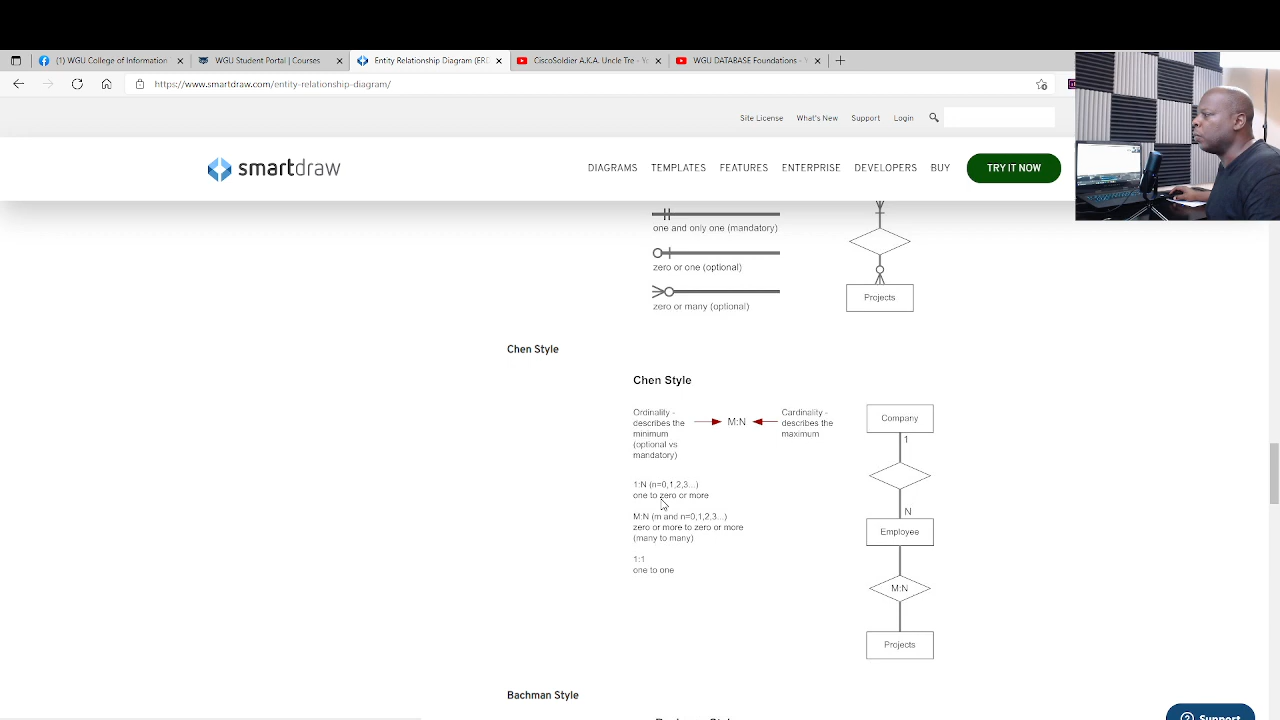 (1) WGU College of Information
WGU Student Portal | Courses
Entity Relationship
Comsoldier A.K.A. Uncle Tre -
WGU DATABASE Foundations -
https://www.smartdraw.com/entity-relationship-diagram/
Site License
What's New
Support
Login
smartdraw
DIAGRAMS
TEMPLATES
FEATURES
ENTERPRISE
DEVELOPERS
BUY
TRY IT NOW
one and only one (mandatory)
zero or one (optional)
zero or many (optional)
Projects
Chen Style
Chen Style
Ordinality -
describes the
minimum
(optional vs
mandatory)
M:N
Cardinality -
describes the
maximum
1:N (n=0,1,2,3...)
one to zero or more
M:N (m and n=0,1,2,3...)
zero or more to zero or more
(many to many)
1:1
one to one
Company
1
N
Employee
M:N
Projects
Bachman Style
Support